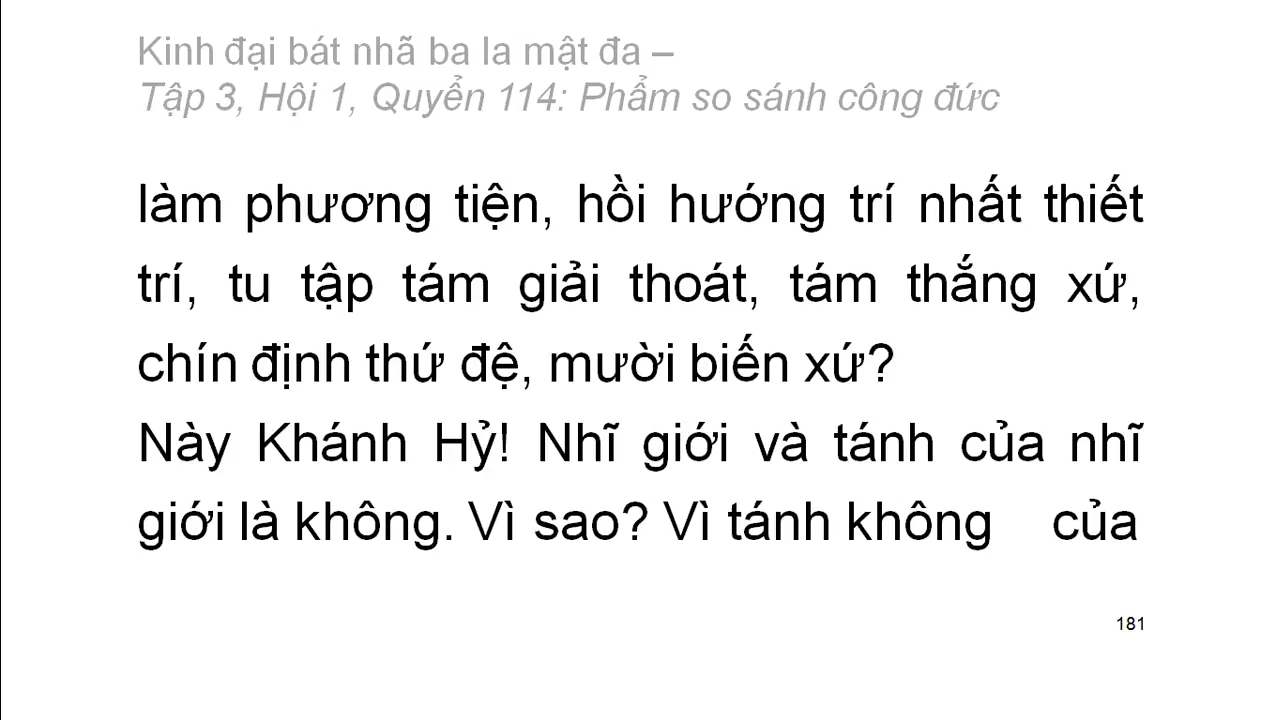 Kinh đại bát nhã ba la mật đa –
Tập 3, Hội 1, Quyển 114: Phẩm so sánh công đức
làm phương tiện, hồi hướng trí nhất thiết
trí, tu tập tám giải thoát, tám thắng xứ,
chín định thứ đệ, mười biến xứ?
Này Khánh Hỷ! Nhĩ giới và tánh của nhĩ
giới là không. Vì sao? Vì tánh không của
181